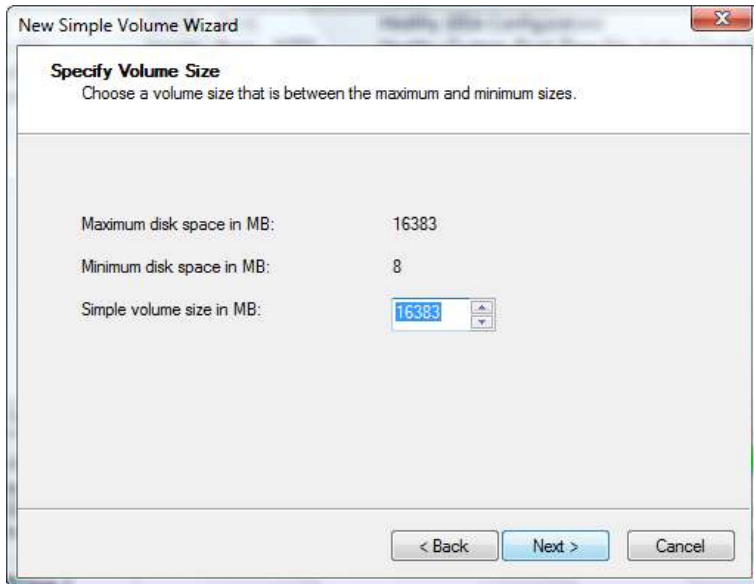 New Simple Volume Wizard
Specify Volume Size
Choose a volume size that is between the maximum and minimum sizes.
Maximum disk space in MB: 16383
Minimum disk space in MB: 8
Simple volume size in MB: 16383
< Back Next > Cancel